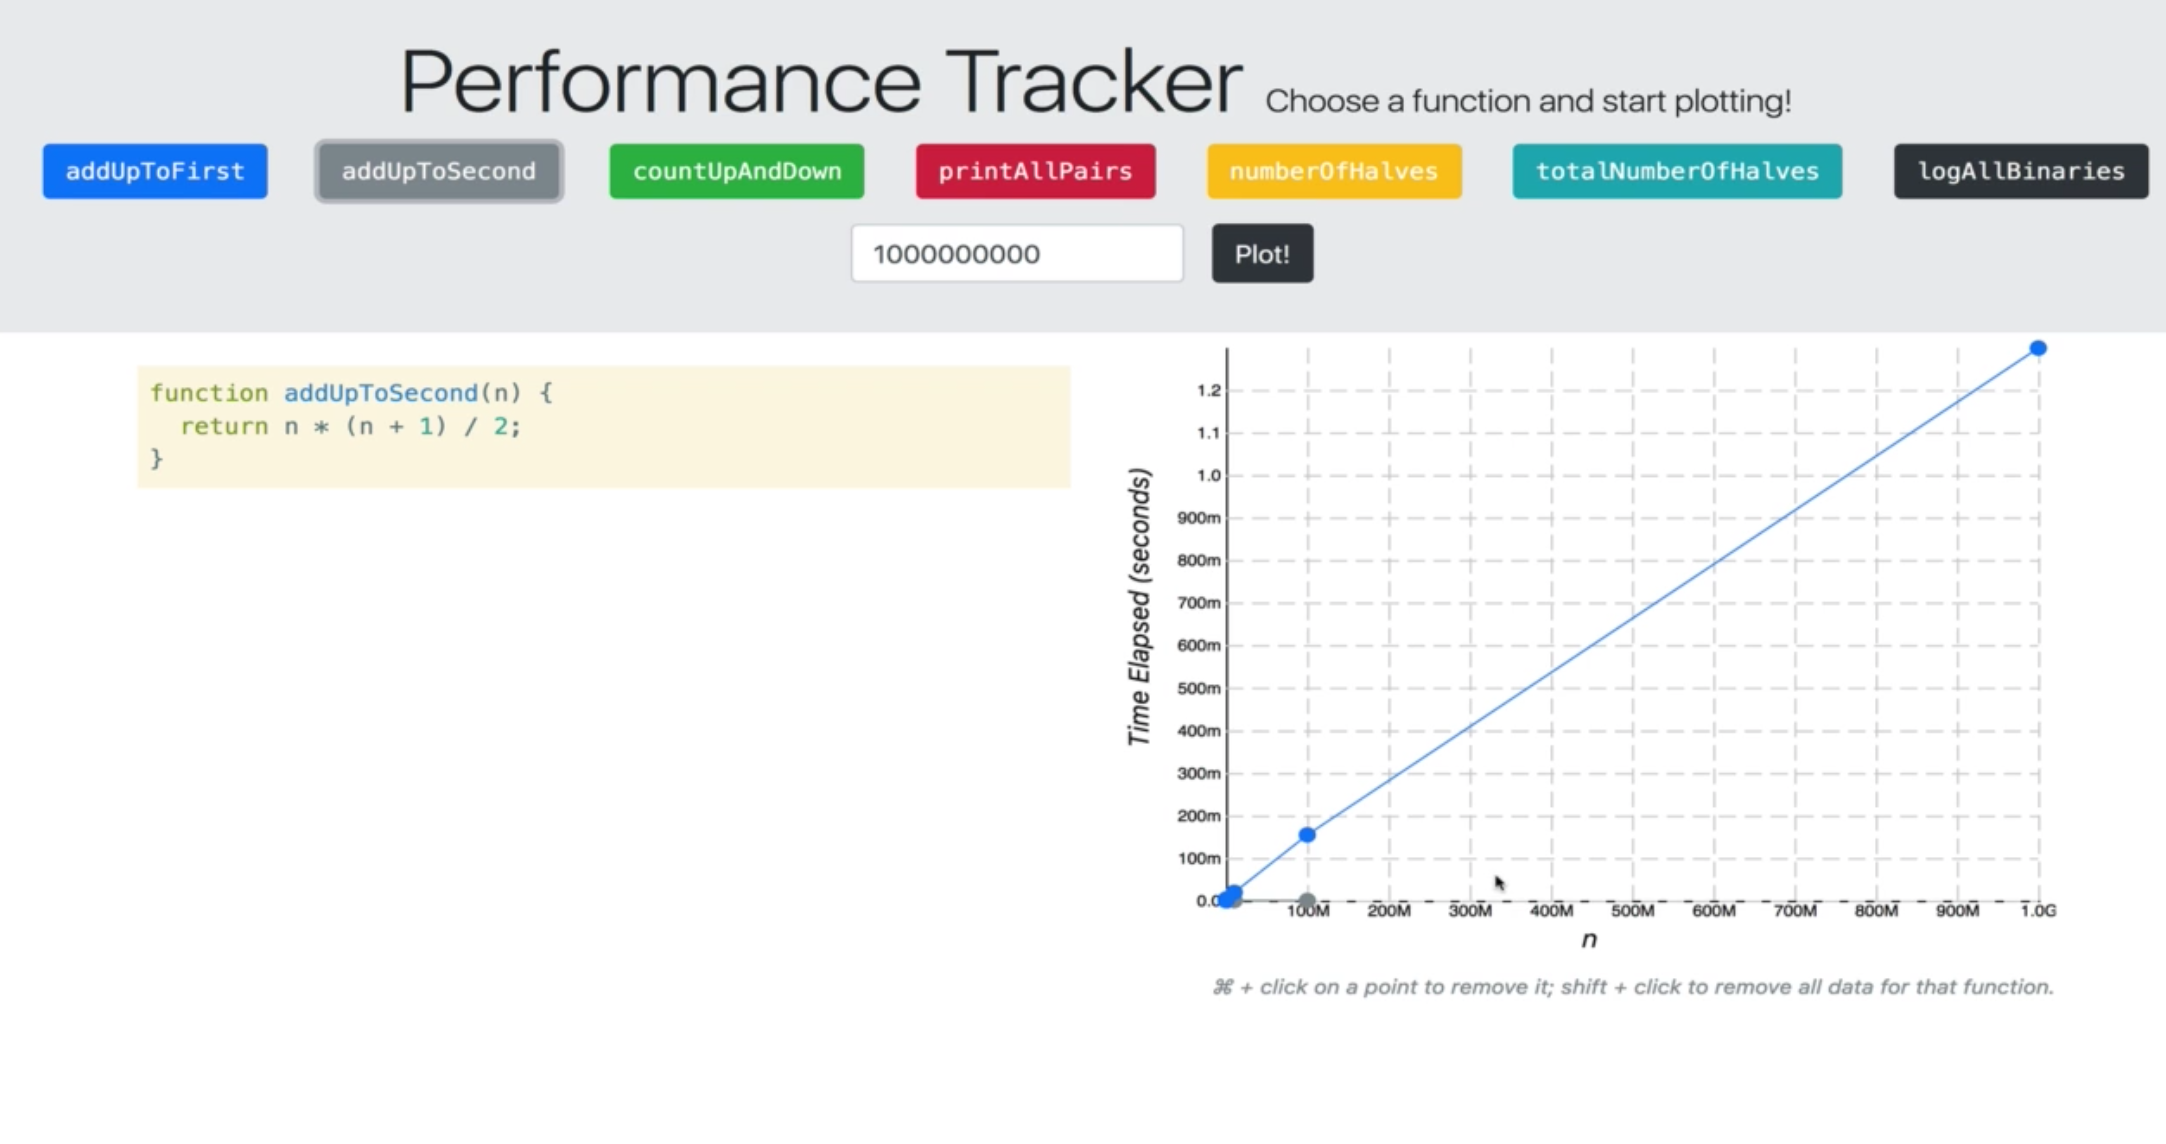 Performance Tracker Choose a function and start plotting!
addUpToFirst addUpToSecond countUpAndDown printAllPairs numberOfHalves totalNumberOfHalves logAllBinaries
1000000000 Plot!
function addUpToSecond(n) {
  return n * (n + 1) / 2;
}
Time Elapsed (seconds)
1.2
1.1
1.0
900m
800m
700m
600m
500m
400m
300m
200m
100m
0.0
100M 200M 300M 400M 500M 600M 700M 800M 900M 1.0G
n
⌘ + click on a point to remove it; shift + click to remove all data for that function.